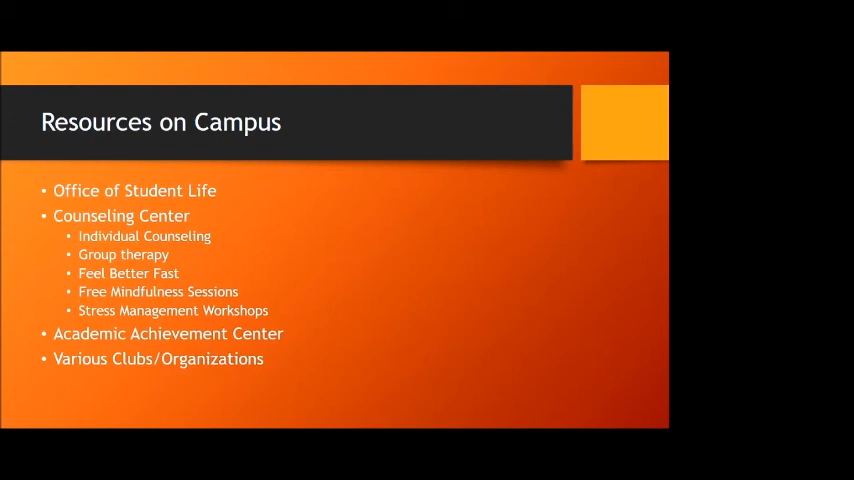 Resources on Campus
• Office of Student Life
• Counseling Center
• Individual Counseling
• Group therapy
• Feel Better Fast
• Free Mindfulness Sessions
• Stress Management Workshops
• Academic Achievement Center
• Various Clubs/Organizations